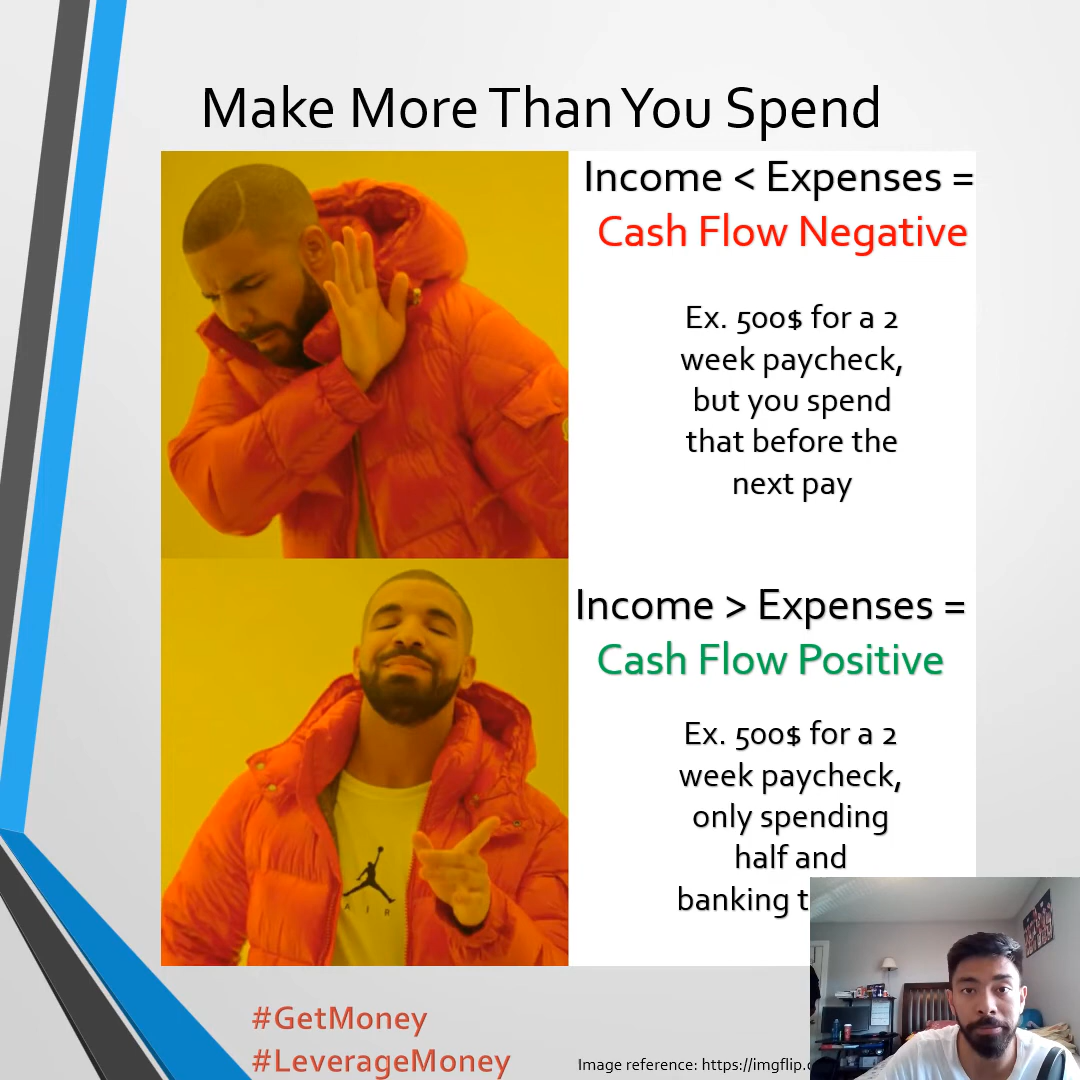 Make More Than You Spend
Income < Expenses =
Cash Flow Negative
Ex. 500$ for a 2
week paycheck,
but you spend
that before the
next pay
Income > Expenses =
Cash Flow Positive
Ex. 500$ for a 2
week paycheck,
only spending
half and
banking
AIR
#GetMoney
#LeverageMoney
Image reference: https://imgflip.